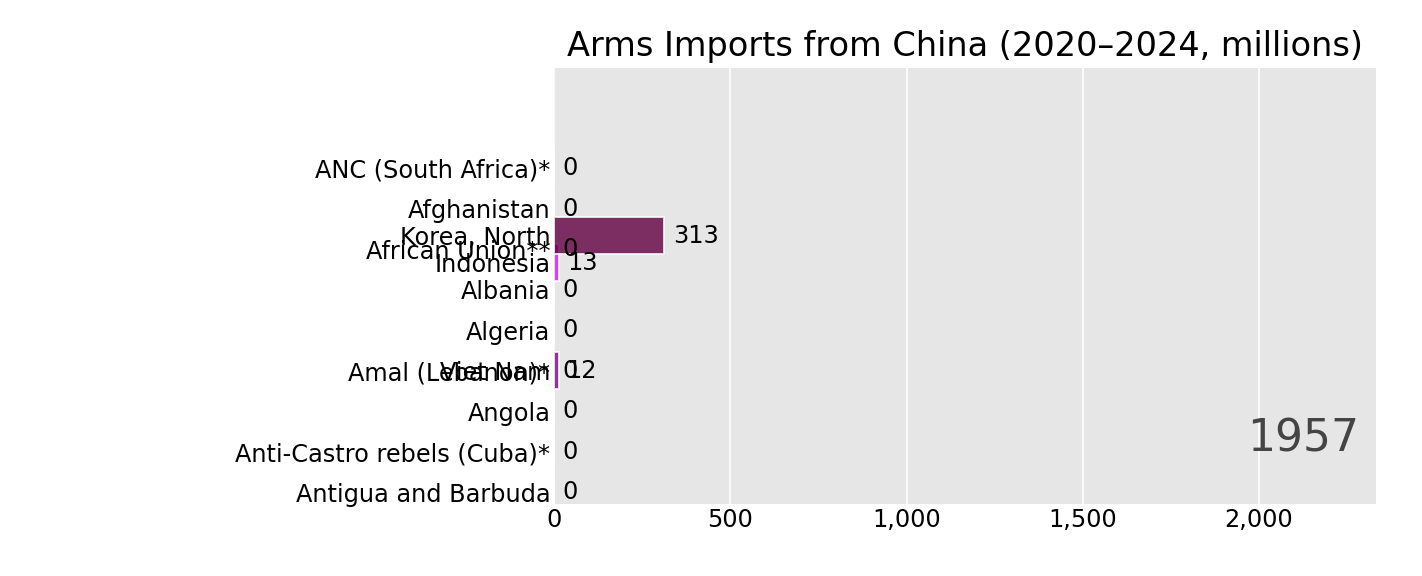 Arms Imports from China (2020–2024, millions)
ANC (South Africa)* 0
Afghanistan 0
Korea, North 313
African Union** 0
Indonesia 13
Albania 0
Algeria 0
Amal (Lebanon)* 0
Viet Nam 12
Angola 0
1957
Anti-Castro rebels (Cuba)* 0
Antigua and Barbuda 0
0 500 1,000 1,500 2,000